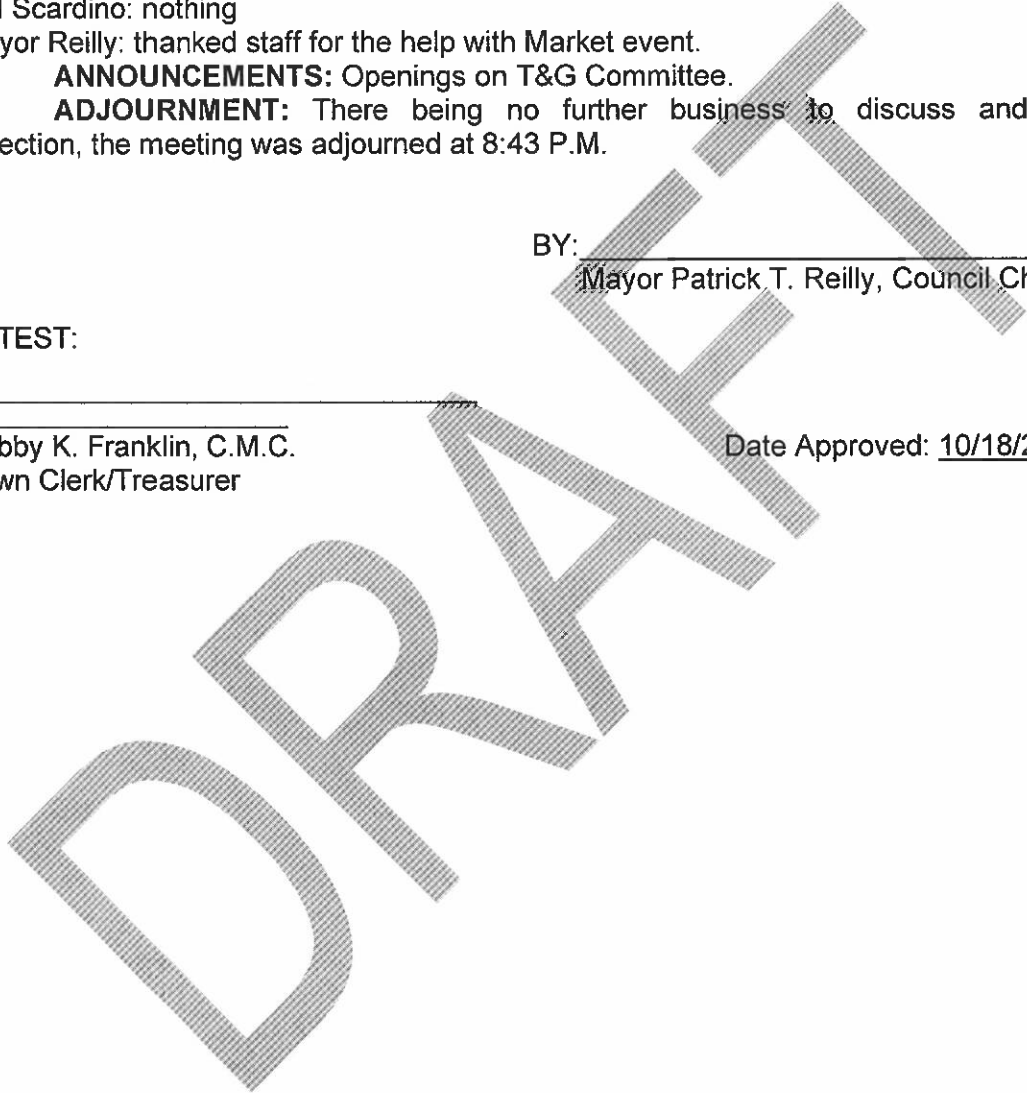 Scardino: nothing
yor Reilly: thanked staff for the help with Market event.
ANNOUNCEMENTS: Openings on T&G Committee.
ADJOURNMENT: There being no further business to discuss and
ection, the meeting was adjourned at 8:43 P.M.
BY:
Mayor Patrick T. Reilly, Council Ch
TEST:
bby K. Franklin, C.M.C.
Date Approved: 10/18/2
wn Clerk/Treasurer
DRAFT